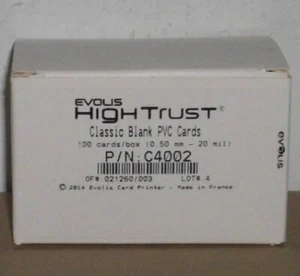 EVOLIS
HIGHTRUST®
Classic Blank PVC Cards
100 cards/box (0.50 mm - 20 mil)
P/N: C4002
OF# 021260/003 LOT# 4
© 2014 Evolis Card Printer - Made in France
evolis